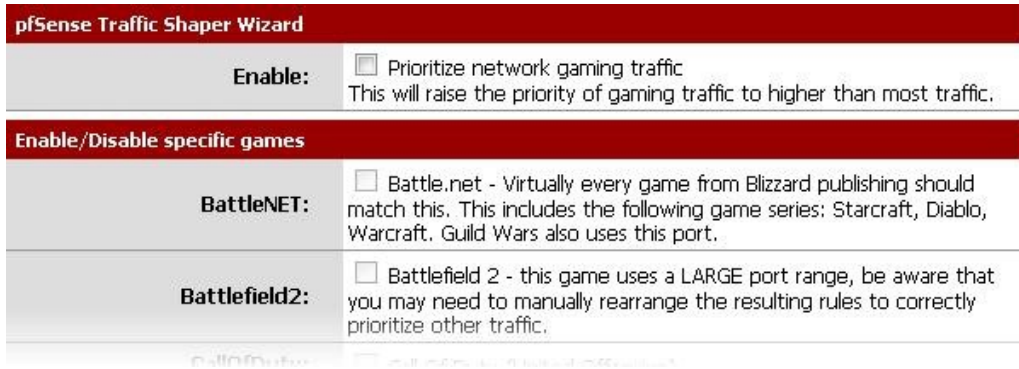 pfSense Traffic Shaper Wizard
Enable:
Prioritize network gaming traffic
This will raise the priority of gaming traffic to higher than most traffic.
Enable/Disable specific games
BattleNET:
Battle.net - Virtually every game from Blizzard publishing should
match this. This includes the following game series: Starcraft, Diablo,
Warcraft. Guild Wars also uses this port.
Battlefield2:
Battlefield 2 - this game uses a LARGE port range, be aware that
you may need to manually rearrange the resulting rules to correctly
prioritize other traffic.